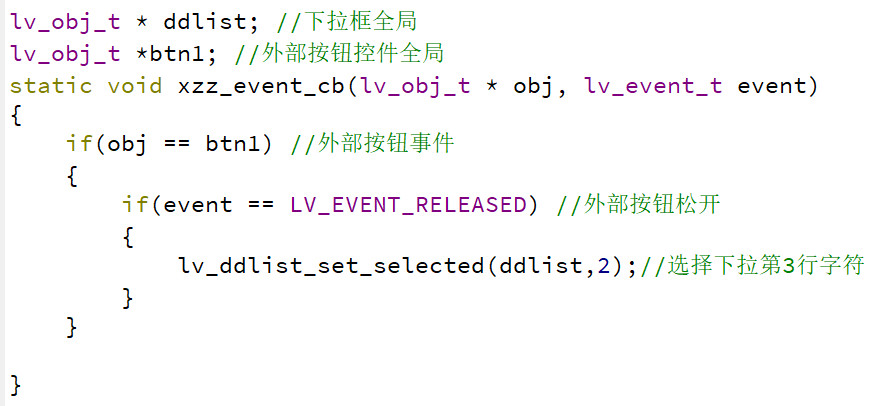 lv_obj_t * ddlist; //下拉框全局
lv_obj_t *btn1; //外部按钮控件全局
static void xzz_event_cb(lv_obj_t * obj, lv_event_t event)
{
    if(obj == btn1) //外部按钮事件
    {
        if(event == LV_EVENT_RELEASED) //外部按钮松开
        {
            lv_ddlist_set_selected(ddlist,2);//选择下拉第3行字符
        }
    }
}